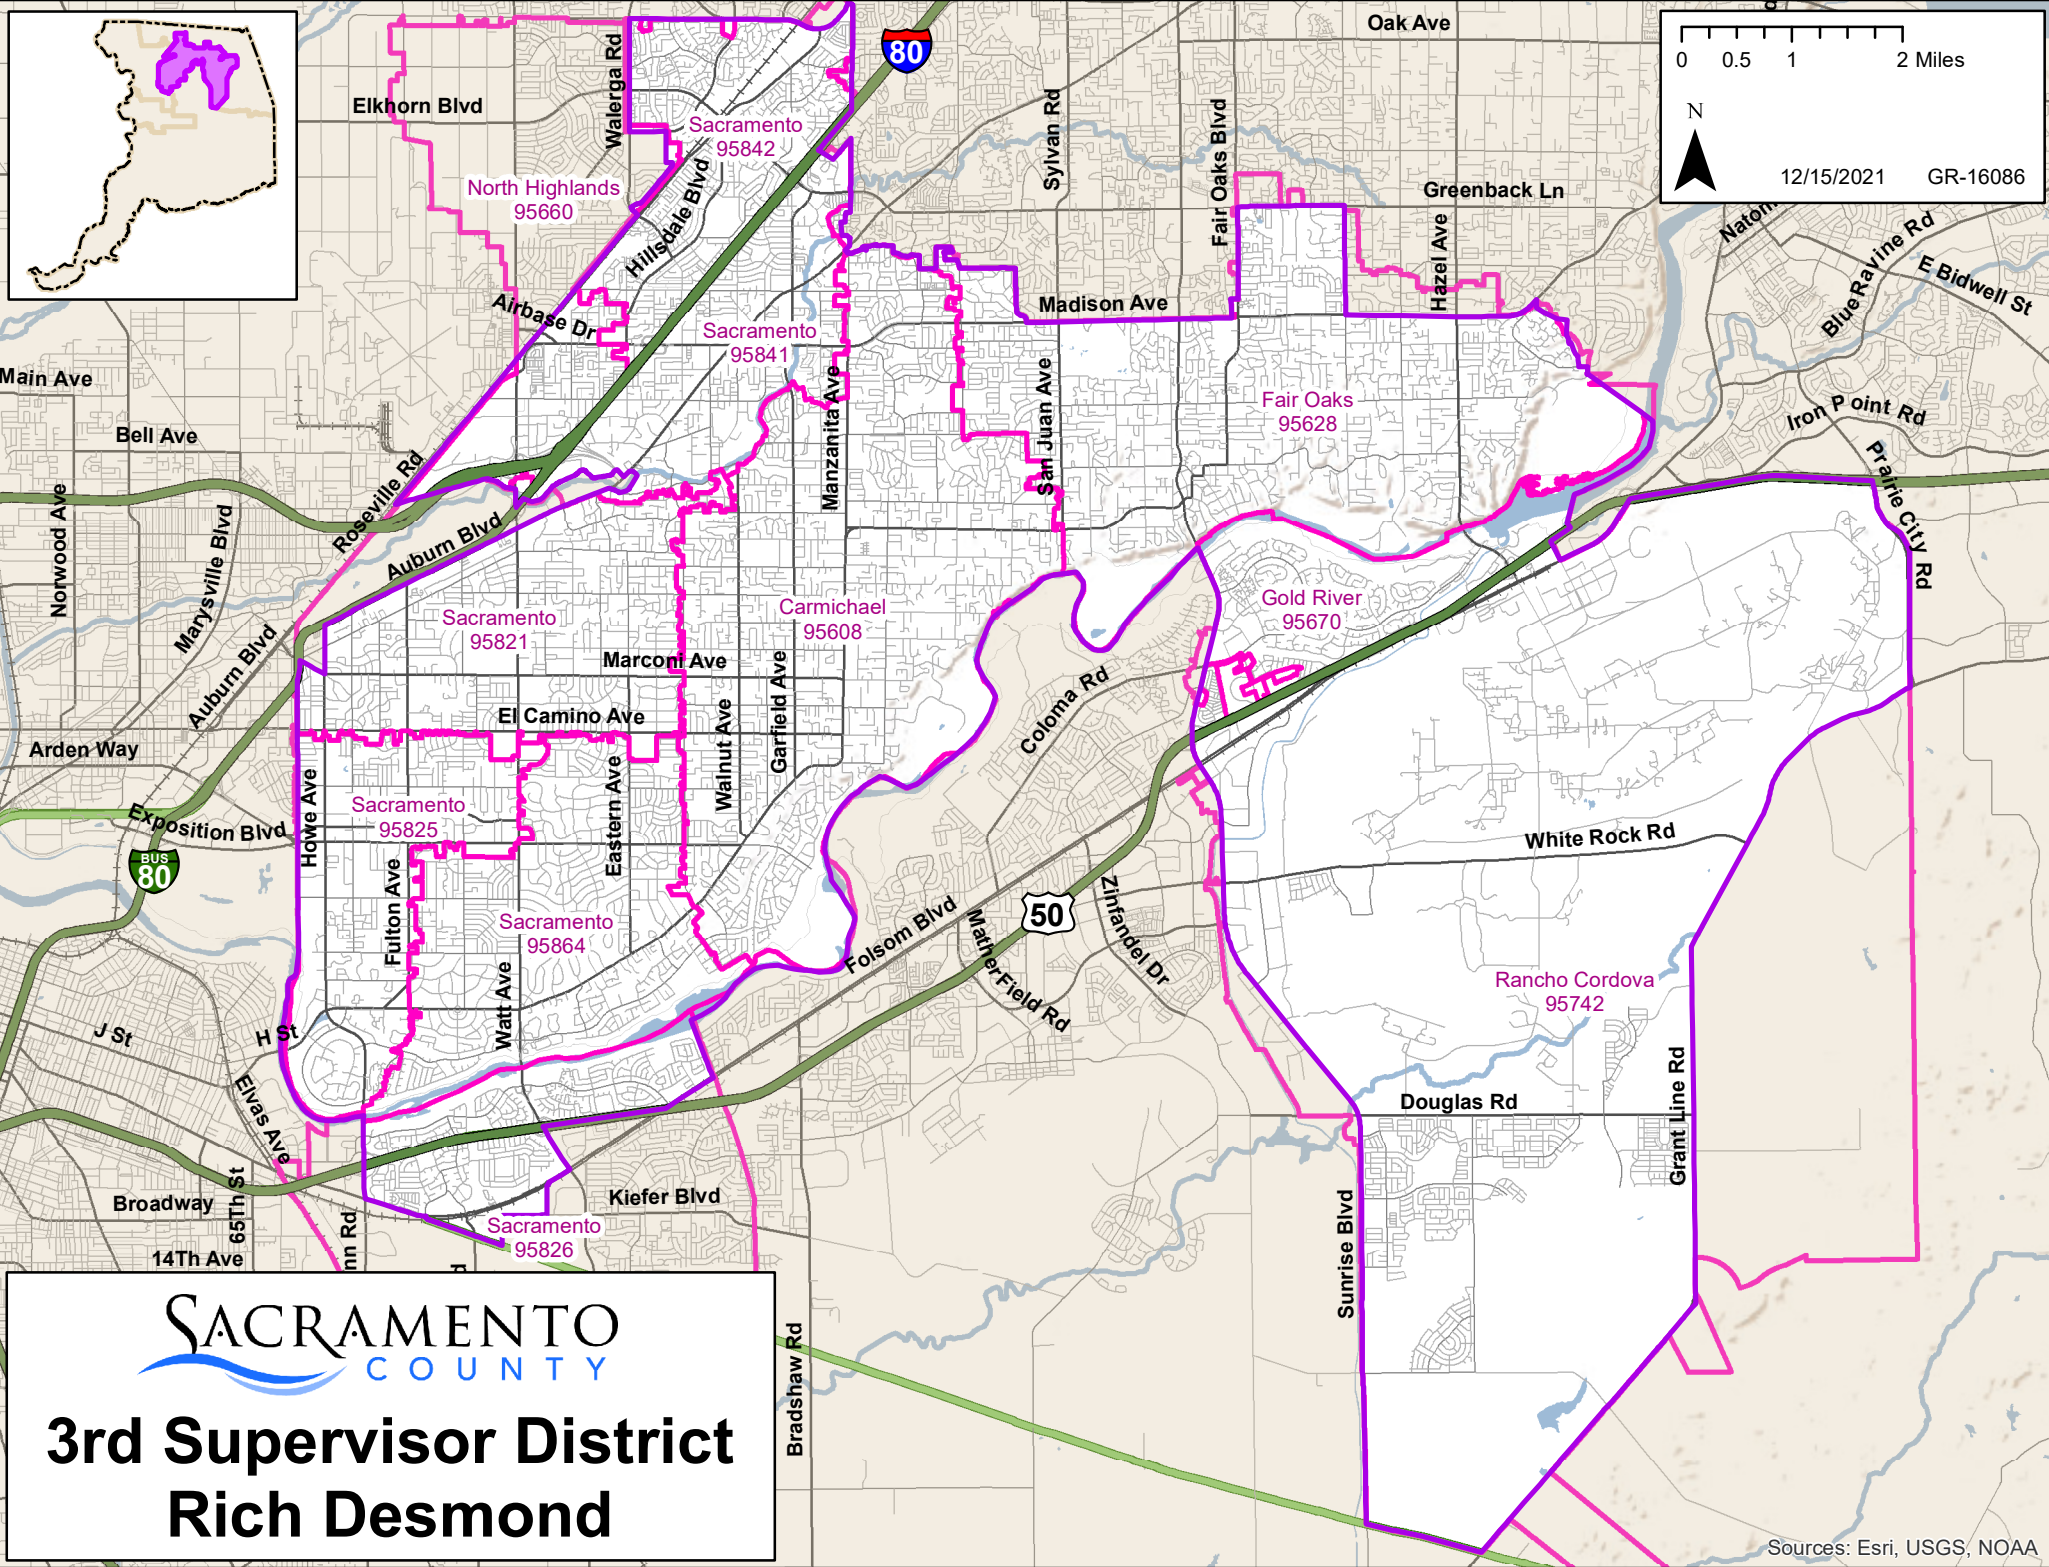 Oak Ave
80
0 0.5 1 2 Miles
N
12/15/2021 GR-16086
Elkhorn Blvd
Walerga Rd
Sacramento
95842
Sylvan Rd
Fair Oaks Blvd
Greenback Ln
Hazel Ave
Blue Ravine Rd
E Bidwell St
North Highlands
95660
Hillsdale Blvd
Airbase Dr
Madison Ave
Sacramento
95841
Main Ave
Manzanita Ave
San Juan Ave
Fair Oaks
95628
Iron Point Rd
Bell Ave
Prairie City Rd
Norwood Ave
Marysville Blvd
Roseville Rd
Auburn Blvd
Sacramento
95821
Carmichael
95608
Gold River
95670
Auburn Blvd
Marconi Ave
Garfield Ave
Walnut Ave
Coloma Rd
El Camino Ave
Arden Way
Exposition Blvd
Howe Ave
Sacramento
95825
Eastern Ave
White Rock Rd
BUS
80
Fulton Ave
Sacramento
95864
Watt Ave
50
Folsom Blvd
Mather Field Rd
Zinfandel Dr
Rancho Cordova
95742
J St
H St
Elvas Ave
Douglas Rd
Grant Line Rd
Broadway
65Th St
Kiefer Blvd
Sacramento
95826
14Th Ave
nn Rd
d
Sunrise Blvd
Bradshaw Rd
SACRAMENTO
COUNTY
3rd Supervisor District
Rich Desmond
Sources: Esri, USGS, NOAA